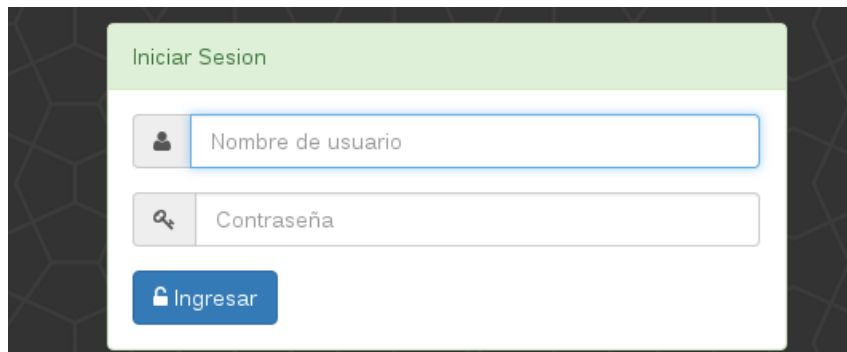 Iniciar Sesion
Nombre de usuario
Contraseña
Ingresar